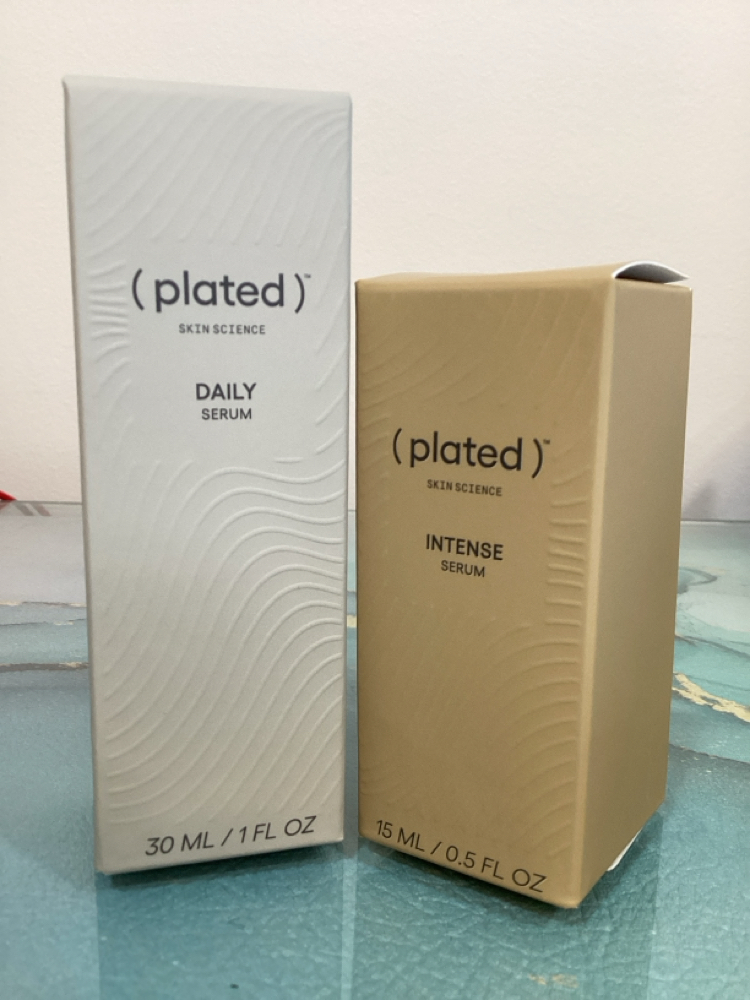 ( plated )™
SKIN SCIENCE
DAILY
SERUM
30 ML / 1 FL OZ
( plated )™
SKIN SCIENCE
INTENSE
SERUM
15 ML / 0.5 FL OZ